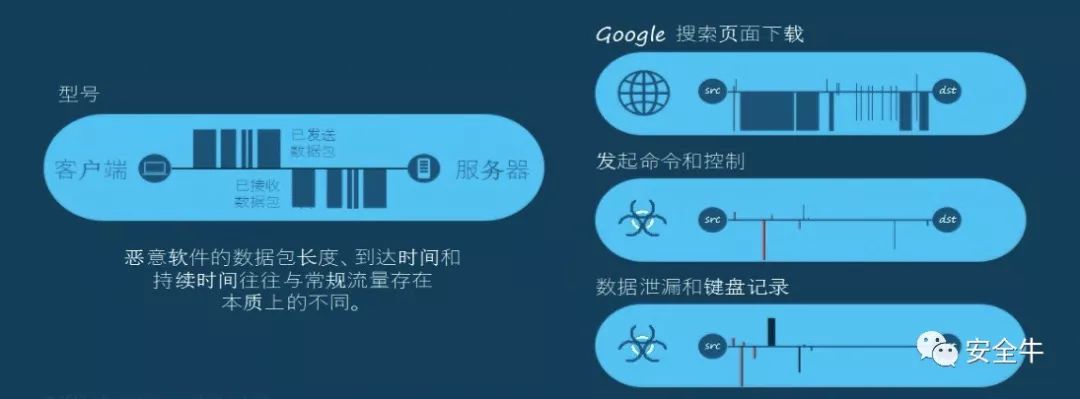 型号
客户端
已发送
数据包
已接收
数据包
服务器
恶意软件的数据包长度、到达时间和
持续时间往往与常规流量存在
本质上的不同。
Google 搜索页面下载
src
dst
发起命令和控制
src
dst
数据泄漏和键盘记录
src
安全牛